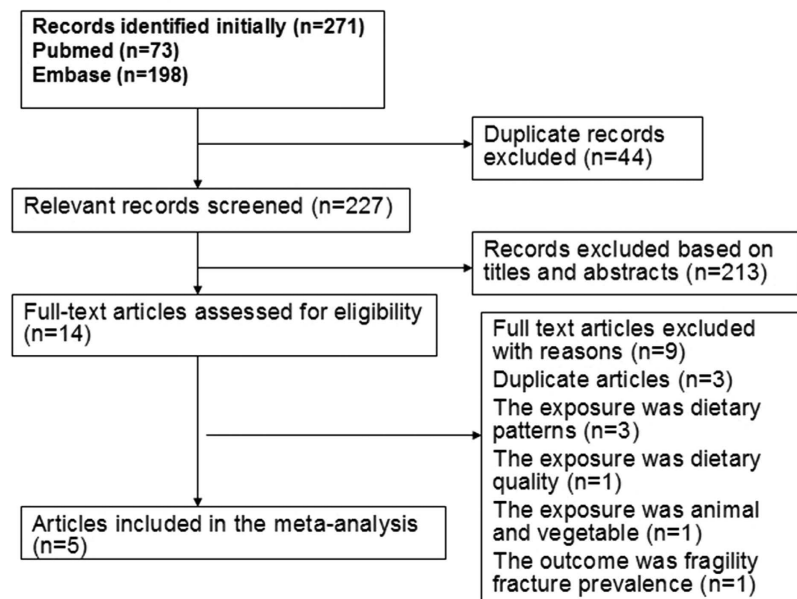 Records identified initially (n=271)
Pubmed (n=73)
Embase (n=198)
Duplicate records
excluded (n=44)
Relevant records screened (n=227)
Records excluded based on
titles and abstracts (n=213)
Full-text articles assessed for eligibility
(n=14)
Full text articles excluded
with reasons (n=9)
Duplicate articles (n=3)
The exposure was dietary
patterns (n=3)
The exposure was dietary
quality (n=1)
The exposure was animal
and vegetable (n=1)
The outcome was fragility
fracture prevalence (n=1)
Articles included in the meta-analysis
(n=5)